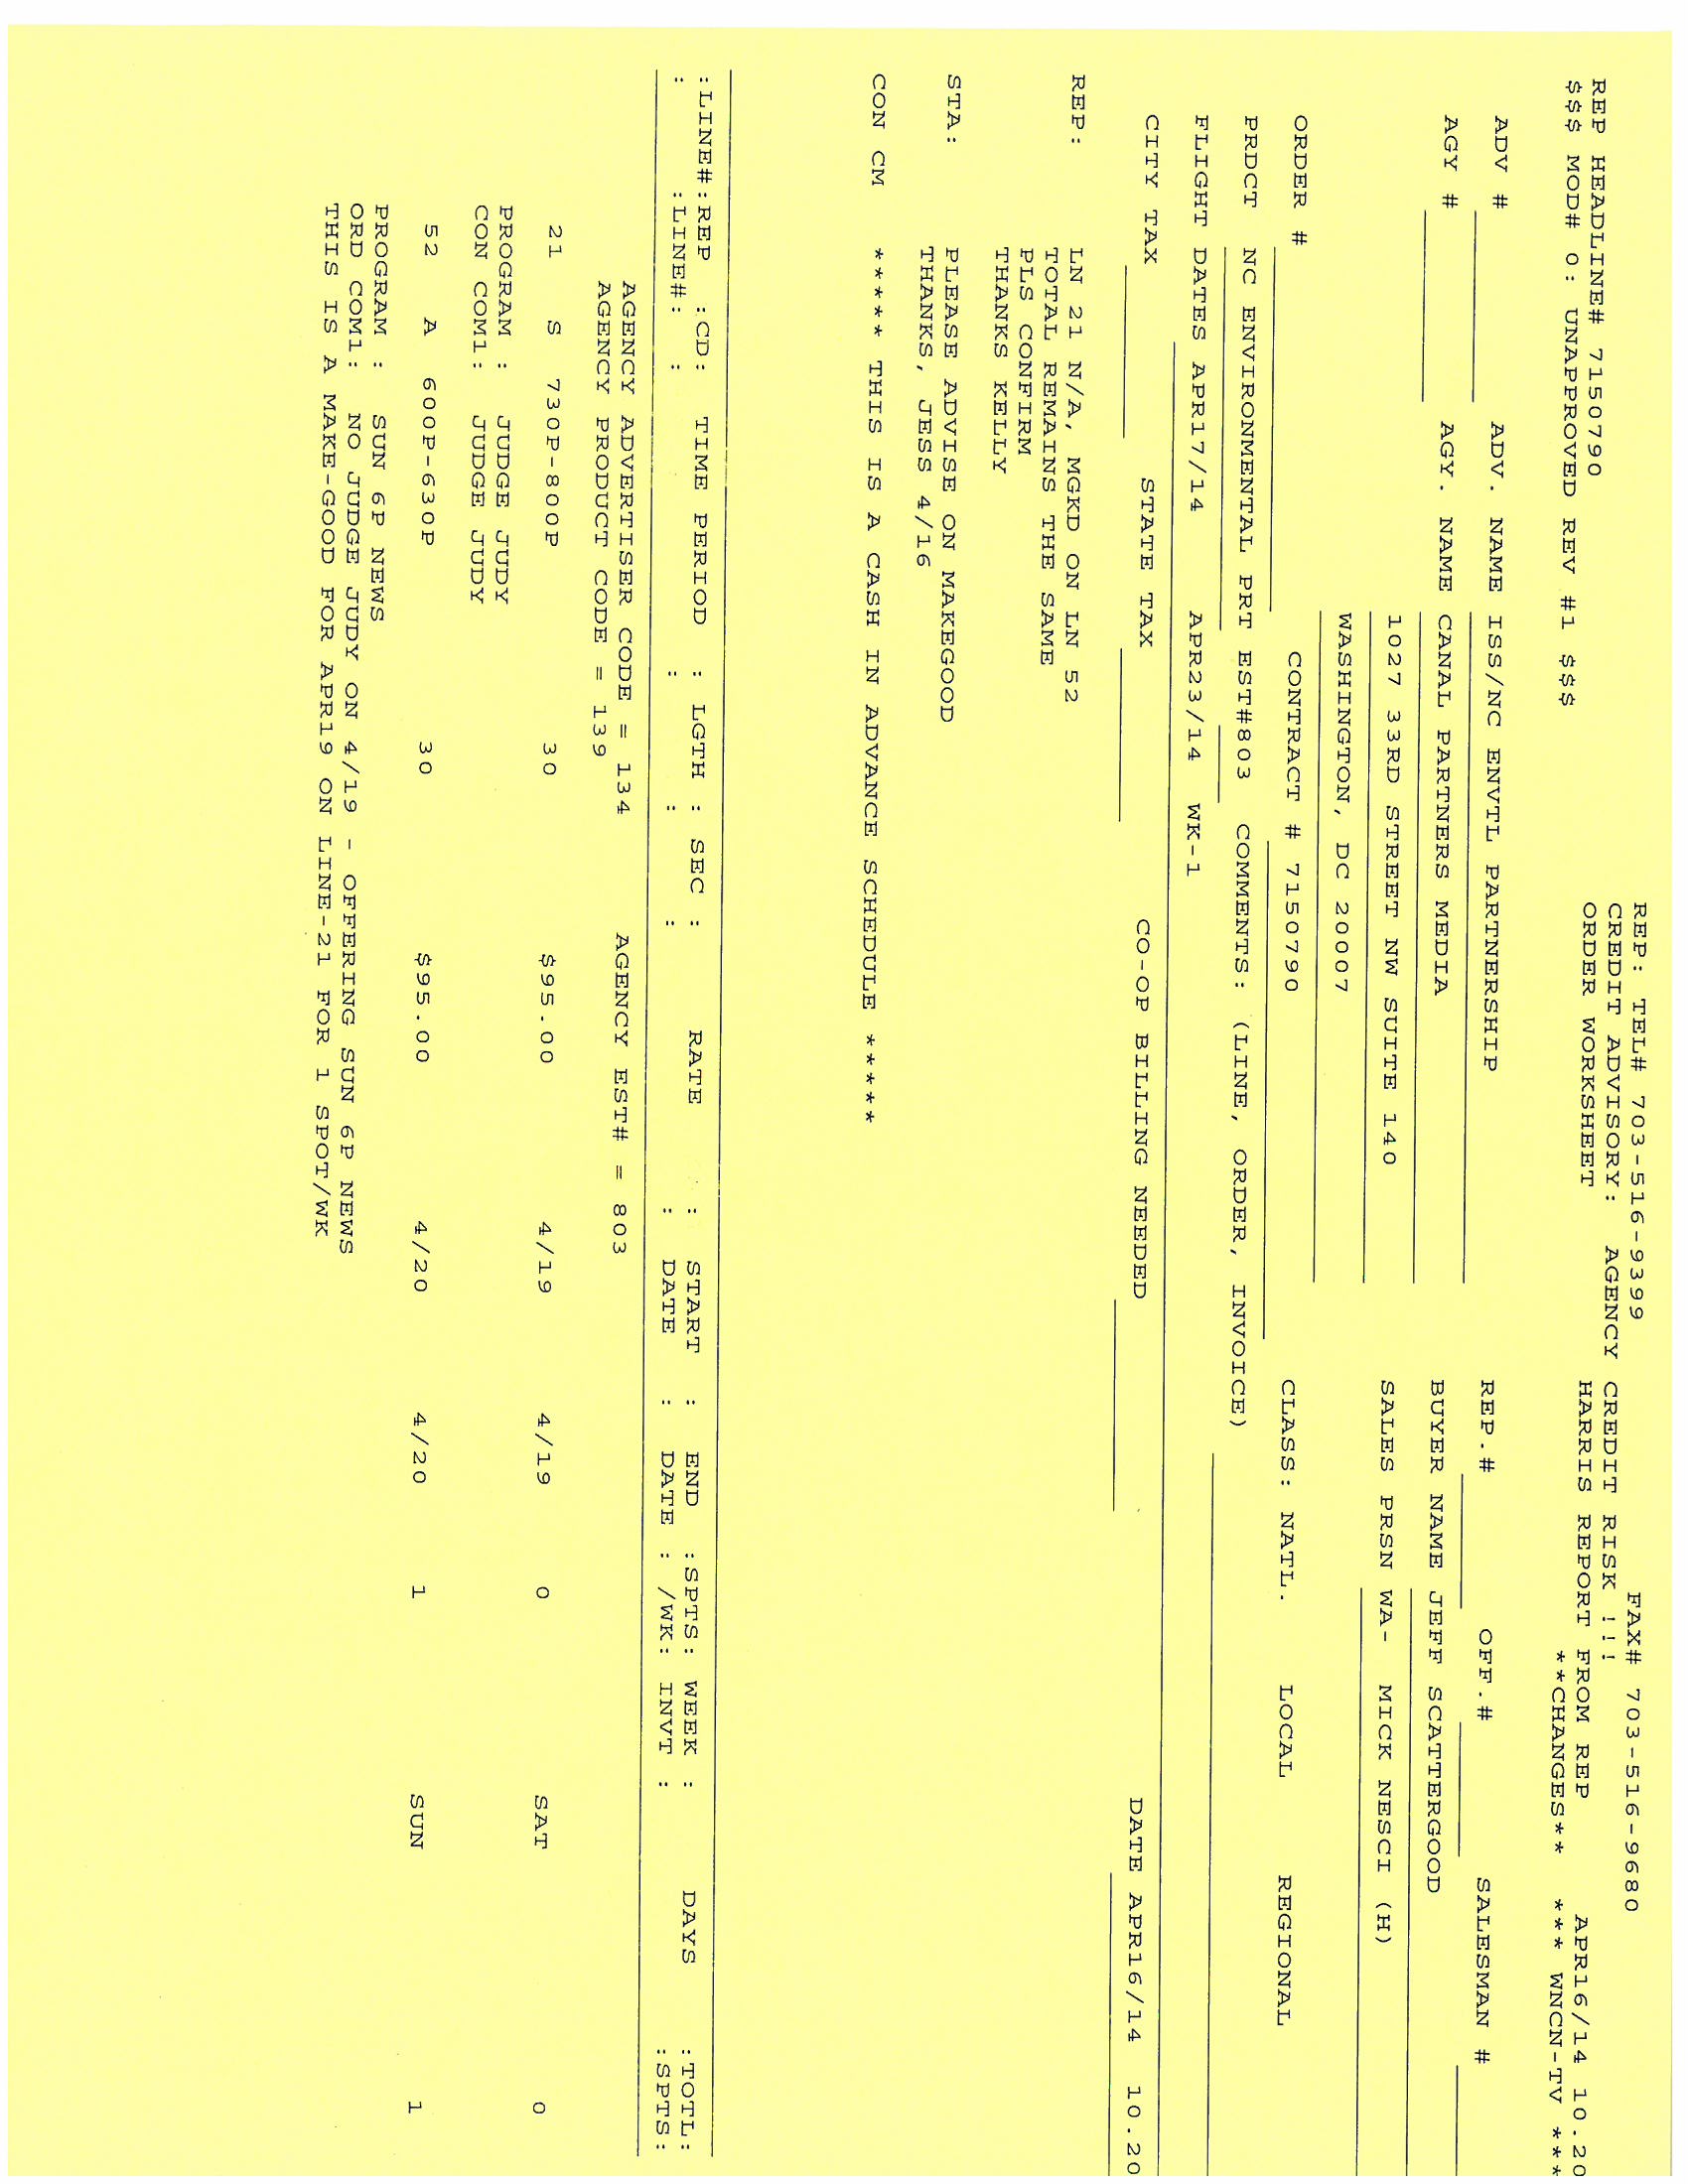 REP: TEL# 703-516-9399 FAX# 703-516-9680
CREDIT ADVISORY: AGENCY CREDIT RISK !!!
ORDER WORKSHEET HARRIS REPORT FROM REP APR16/14 10.20
REP HEADLINE# 7150790 **CHANGES** *** WNCN-TV ***
$$$ MOD# 0: UNAPPROVED REV #1 $$$
ADV # ADV. NAME ISS/NC ENVTL PARTNERSHIP REP.# OFF.# SALESMAN #
AGY # AGY. NAME CANAL PARTNERS MEDIA BUYER NAME JEFF SCATTERGOOD
1027 33RD STREET NW SUITE 140 SALES PRSN WA- MICK NESCI (H)
WASHINGTON, DC 20007
ORDER # CONTRACT # 7150790 CLASS: NATL. LOCAL REGIONAL
PRDCT NC ENVIRONMENTAL PRT EST#803 COMMENTS: (LINE, ORDER, INVOICE)
FLIGHT DATES APR17/14 APR23/14 WK-1
CITY TAX STATE TAX CO-OP BILLING NEEDED DATE APR16/14 10.20
REP: LN 21 N/A, MGKD ON LN 52
TOTAL REMAINS THE SAME
PLS CONFIRM
THANKS KELLY
STA: PLEASE ADVISE ON MAKEGOOD
THANKS, JESS 4/16
CON CM ***** THIS IS A CASH IN ADVANCE SCHEDULE *****
:LINE#:REP :CD: TIME PERIOD : LGTH : SEC : RATE : START : END :SPTS: WEEK : DAYS :TOTL:
: :LINE#: : : : : : DATE : DATE : /WK: INVT : :SPTS:
AGENCY ADVERTISER CODE = 134 AGENCY EST# = 803
AGENCY PRODUCT CODE = 139
21 S 730P-800P 30 $95.00 4/19 4/19 0 SAT 0
PROGRAM : JUDGE JUDY
CON COM1: JUDGE JUDY
52 A 600P-630P 30 $95.00 4/20 4/20 1 SUN 1
PROGRAM : SUN 6P NEWS
ORD COM1: NO JUDGE JUDY ON 4/19 - OFFERING SUN 6P NEWS
THIS IS A MAKE-GOOD FOR APR19 ON LINE-21 FOR 1 SPOT/WK